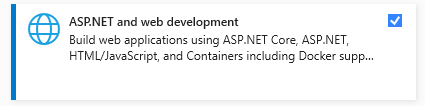 ASP.NET and web development
Build web applications using ASP.NET Core, ASP.NET,
HTML/JavaScript, and Containers including Docker supp...